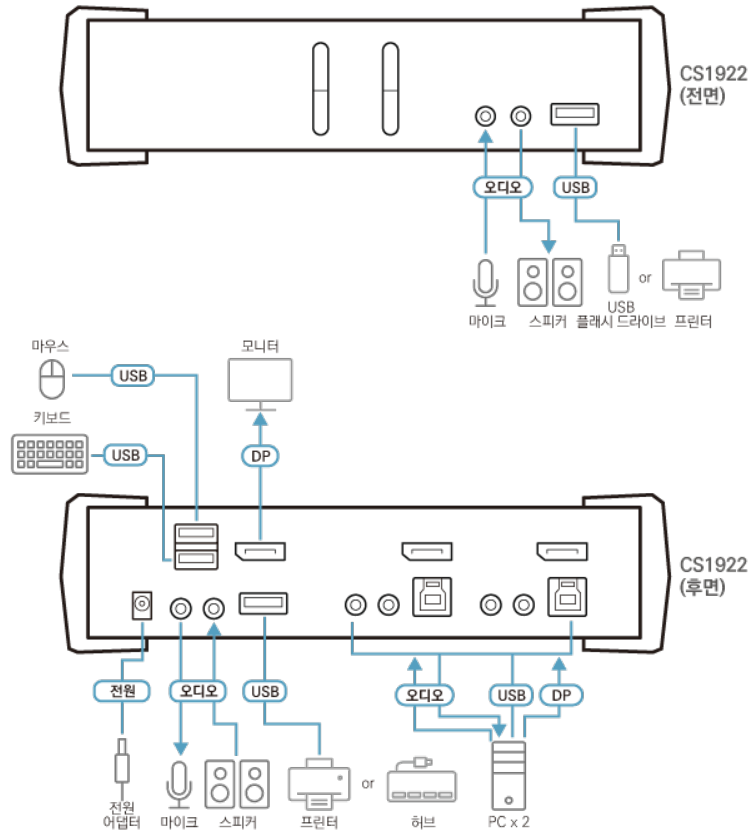 CS1922
(전면)
오디오
USB
or
마이크
스피커
USB
플래시 드라이브
프린터
마우스
USB
모니터
키보드
USB
DP
CS1922
(후면)
전원
오디오
USB
오디오
USB
DP
or
전원
어댑터
마이크
스피커
프린터
허브
PC x 2